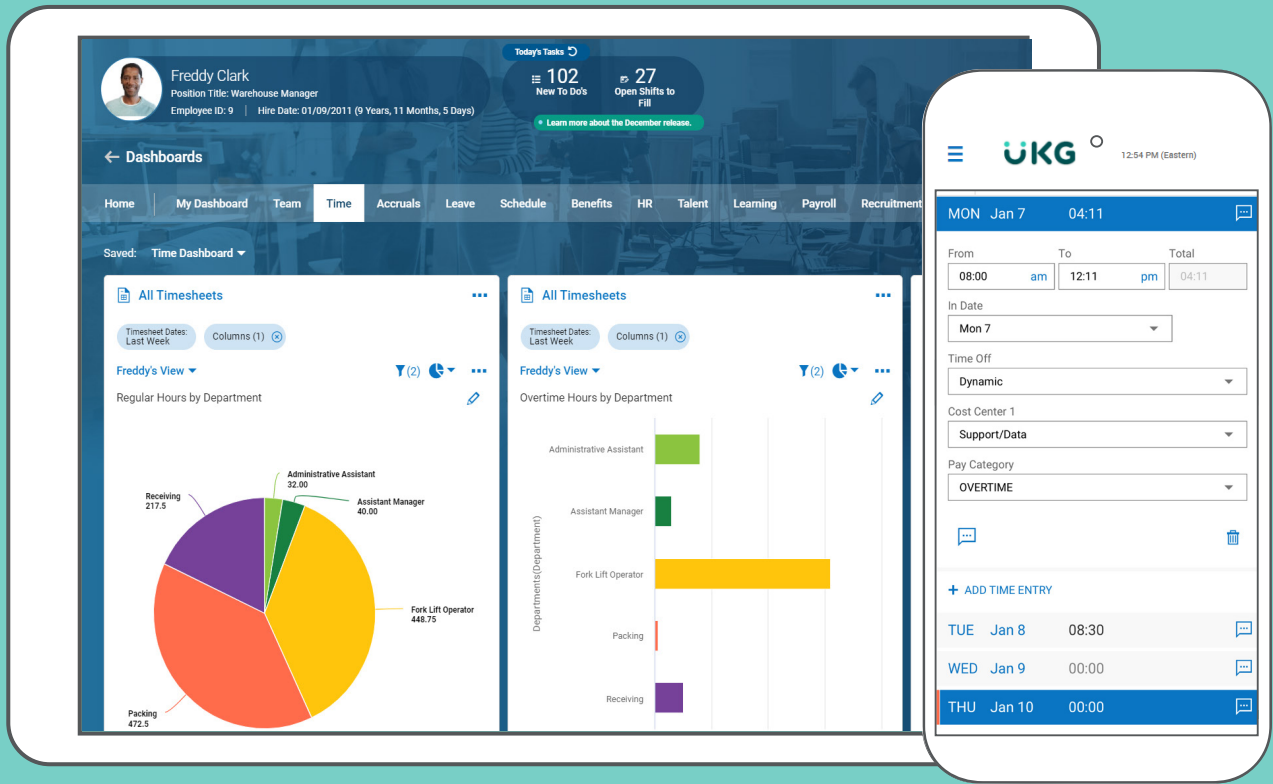 Today's Tasks
Freddy Clark
Position Title: Warehouse Manager
Employee ID: 9 | Hire Date: 01/09/2011 (9 Years, 11 Months, 5 Days)
102
New To Do's
27
Open Shifts to
Fill
Learn more about the December release.
Dashboards
Home My Dashboard Team Time Accruals Leave Schedule Benefits HR Talent Learning Payroll Recruitment
Saved: Time Dashboard
All Timesheets
Timesheet Dates:
Last Week
Columns (1)
Freddy's View
(2)
Regular Hours by Department
Administrative Assistant
32.00
Assistant Manager
40.00
Receiving
217.5
Fork Lift Operator
448.75
Packing
472.5
All Timesheets
Timesheet Dates:
Last Week
Columns (1)
Freddy's View
(2)
Overtime Hours by Department
Departments(Department)
Administrative Assistant
Assistant Manager
Fork Lift Operator
Packing
Receiving
UKG
12:54 PM (Eastern)
MON Jan 7 04:11
From To Total
08:00 am 12:11 pm 04:11
In Date
Mon 7
Time Off
Dynamic
Cost Center 1
Support/Data
Pay Category
OVERTIME
+ ADD TIME ENTRY
TUE Jan 8 08:30
WED Jan 9 00:00
THU Jan 10 00:00